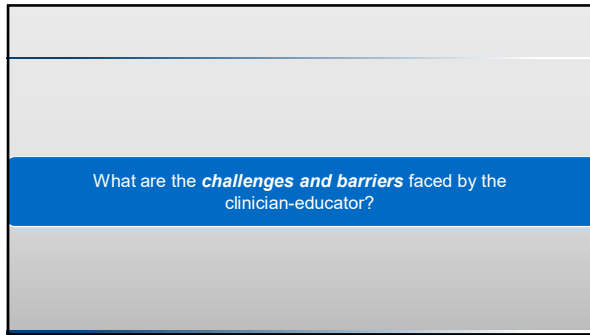 What are the challenges and barriers faced by the
clinician-educator?